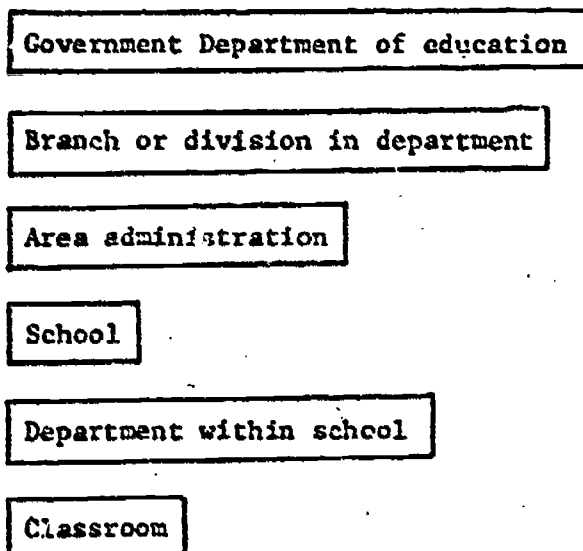 Government Department of education
Branch or division in department
Area administration
School
Department within school
Classroom